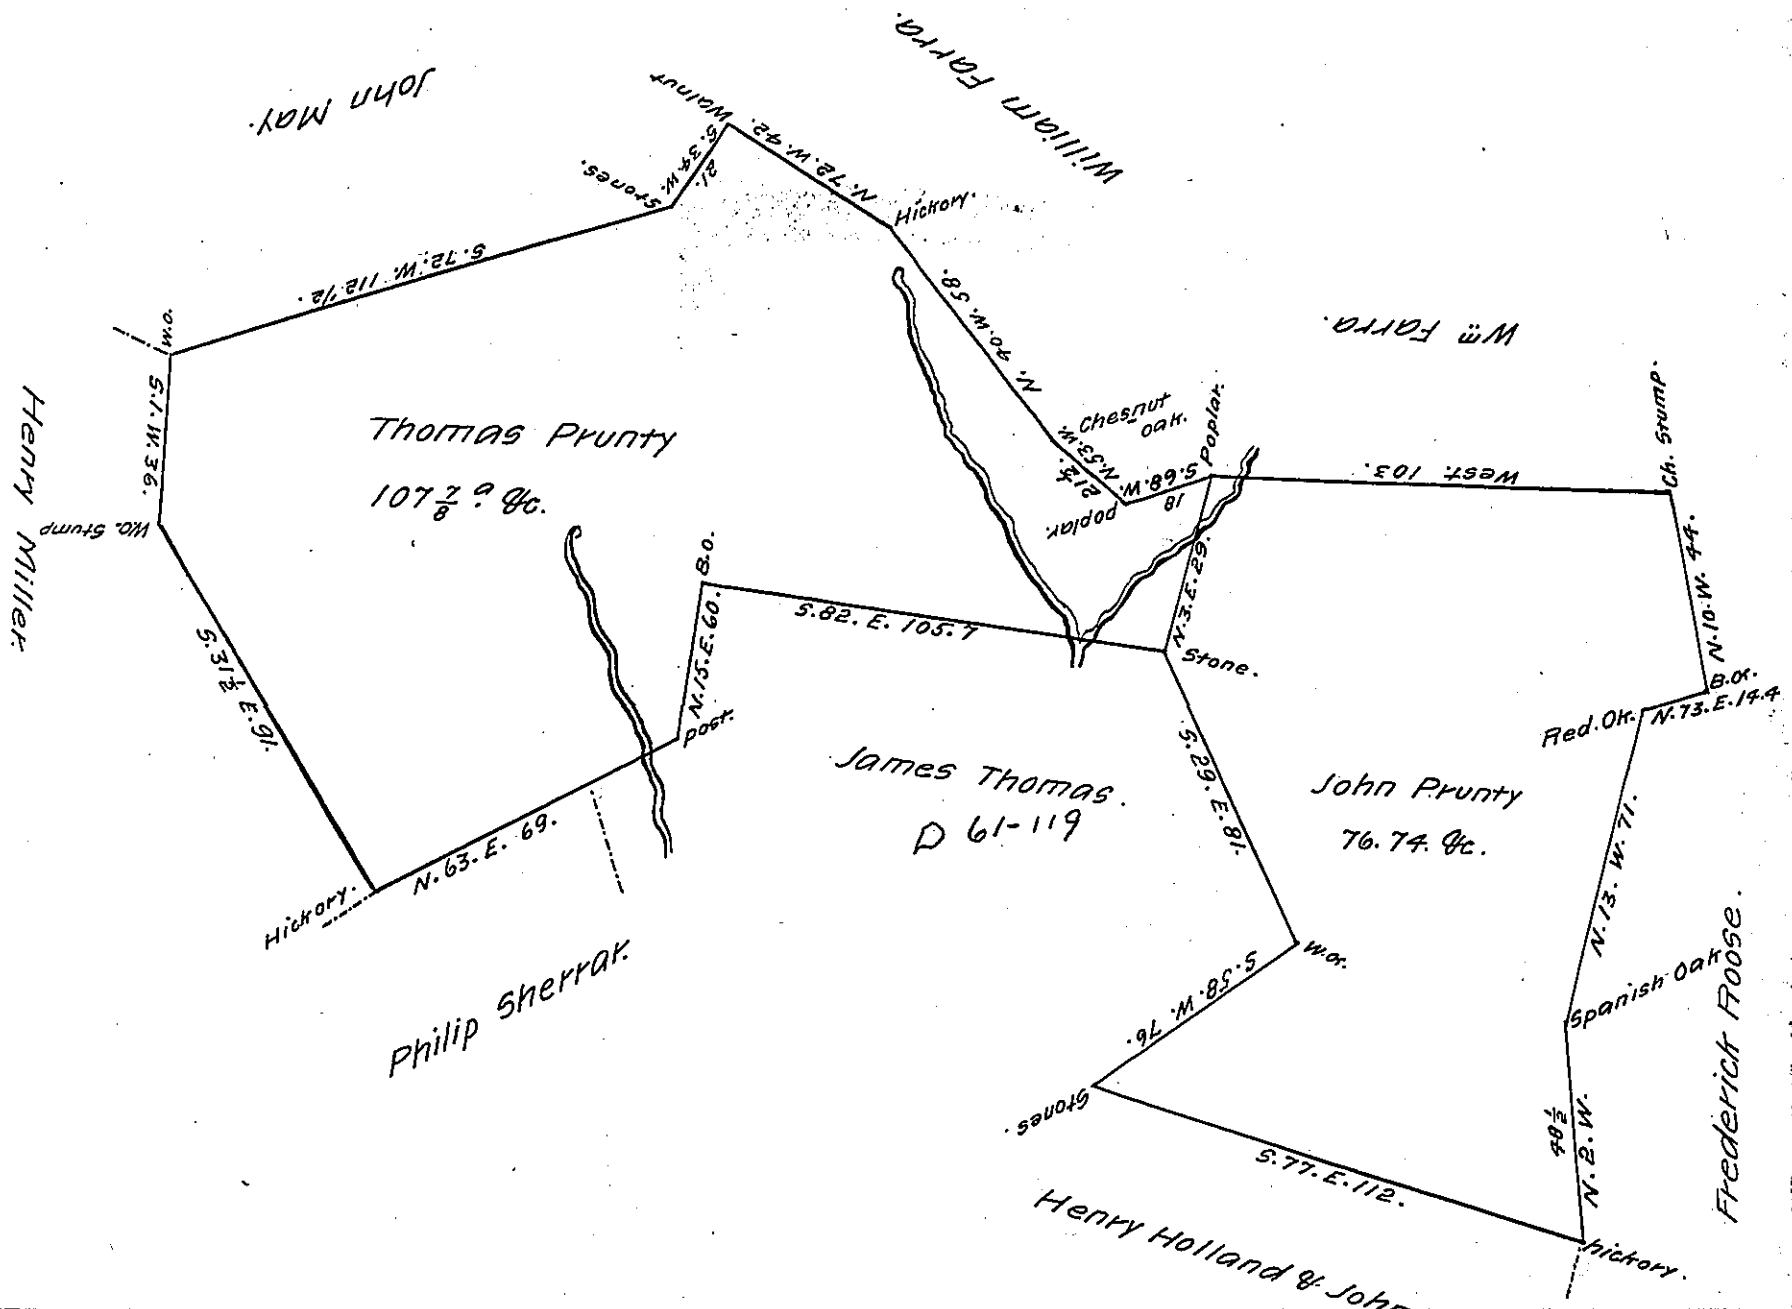 John May.
William Farra.
Walnut
S. 34. W.
21.
N. 72. W. 42.
Stones.
Hickory.
S. 72. W. 112 1/2.
N. 40. W. 58.
Wm Farra.
W.O.
S. 1. W. 36.
Henry Miller
Wo. Stump
Thomas Prunty
107 7/8 a &c.
Chesnut
oak.
N. 53. W.
21 1/2.
poplar.
S. 68. W.
18
Poplar.
West. 103.
Ch. Stump.
N. 10. W. 44.
B.O.
N. 15. E. 60.
post.
S. 82. E. 105.7
N. 3. E. 29.
Stone.
B.o.
N. 73. E. 14.4
Red. Ok.
S. 31 1/2 E. 91.
N. 63. E. 69.
Hickory.
Philip Sherrar.
James Thomas.
D 61-119
S. 29. E. 81.
John Prunty
76. 74. &c.
N. 13. W. 71.
Frederick Roose.
W.O.
S. 58. W. 76.
Spanish Oak
Stones.
48 1/2
N. 2. W.
S. 77. E. 112.
hickory.
Henry Holland & John